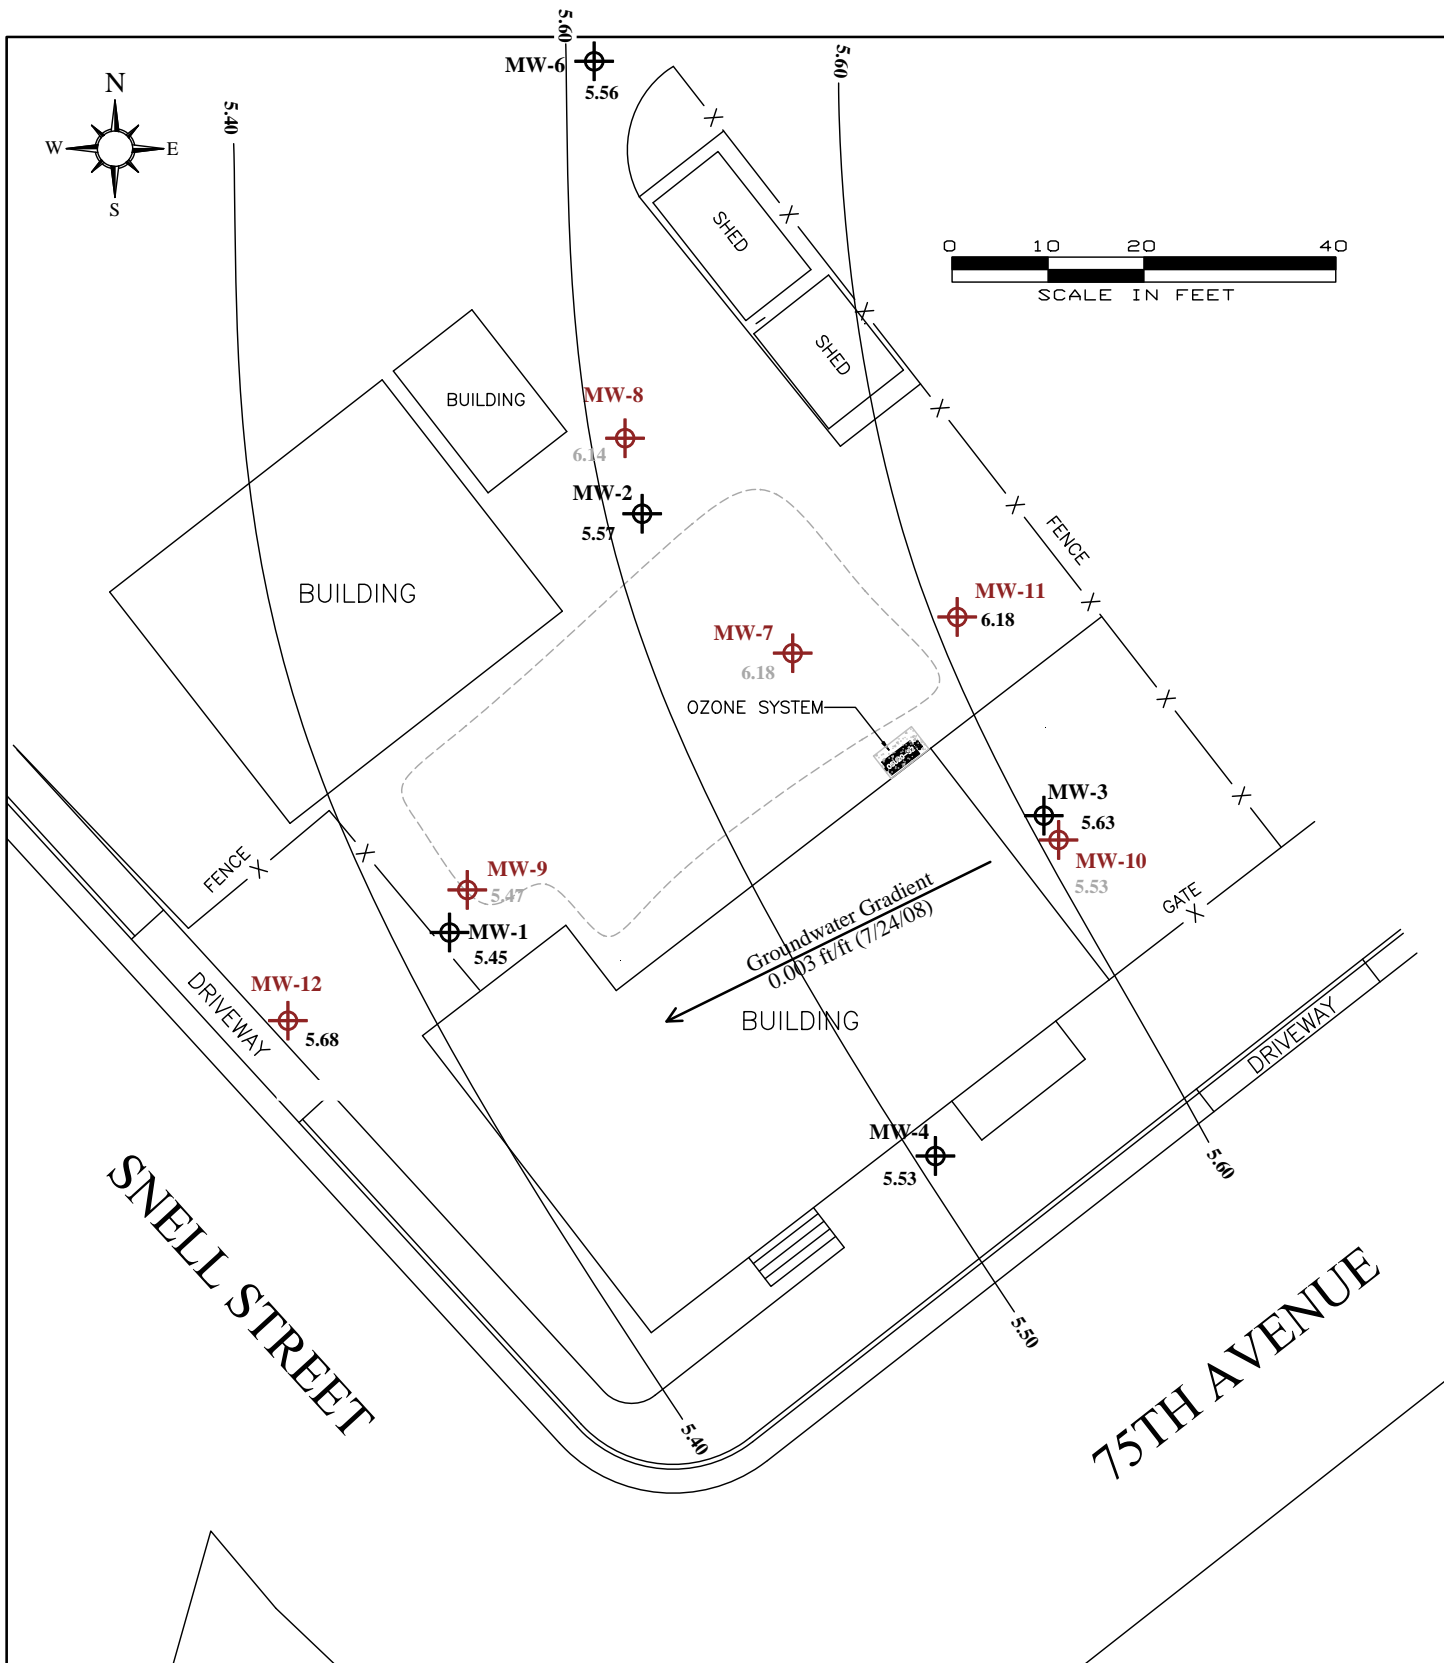 5.60
5.60
MW-6
5.56
N
W
E
S
5.40
SHED
0 10 20 40
SCALE IN FEET
SHED
BUILDING
MW-8
6.14
MW-2
5.57
FENCE
BUILDING
MW-11
6.18
MW-7
6.18
OZONE SYSTEM
MW-3
5.63
MW-10
5.53
FENCE
MW-9
5.47
GATE
MW-1
5.45
Groundwater Gradient
0.003 ft/ft (7/24/08)
MW-12
5.68
DRIVEWAY
BUILDING
DRIVEWAY
MW-4
5.53
5.60
SNELL STREET
5.50
75TH AVENUE
5.40